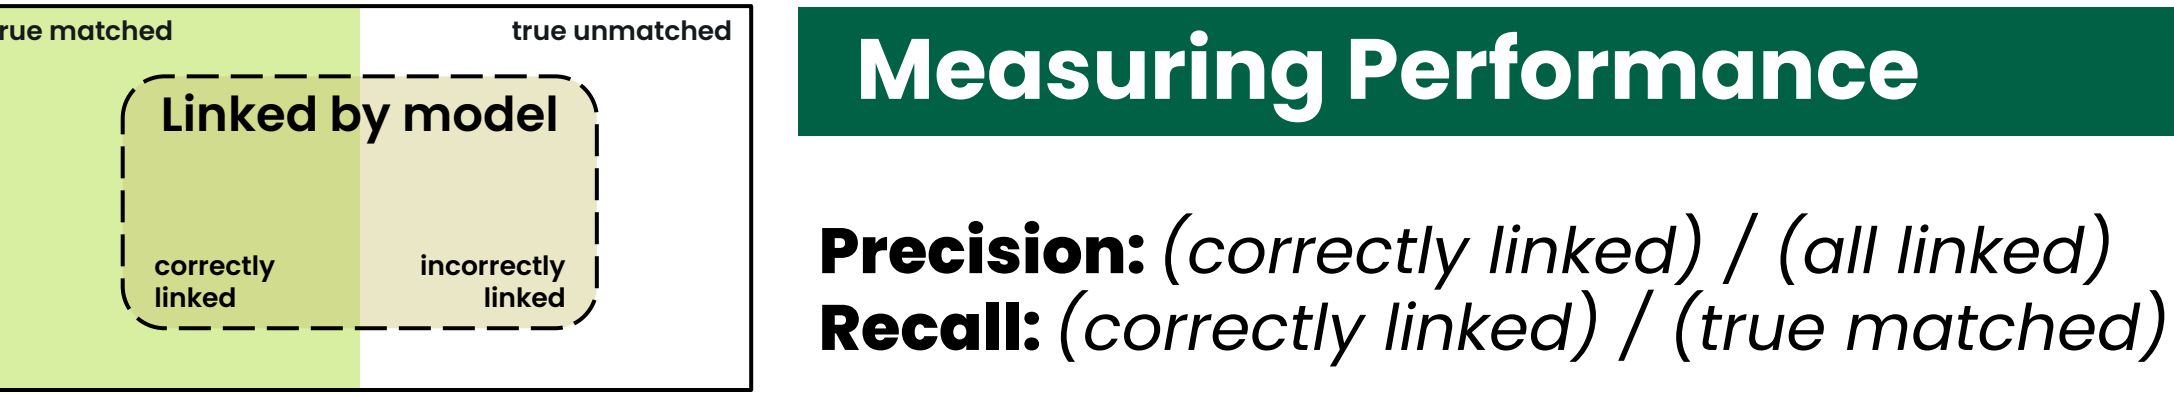 rue matched
true unmatched
Linked by model
correctly
linked
incorrectly
linked
Measuring Performance
Precision: (correctly linked) / (all linked)
Recall: (correctly linked) / (true matched)